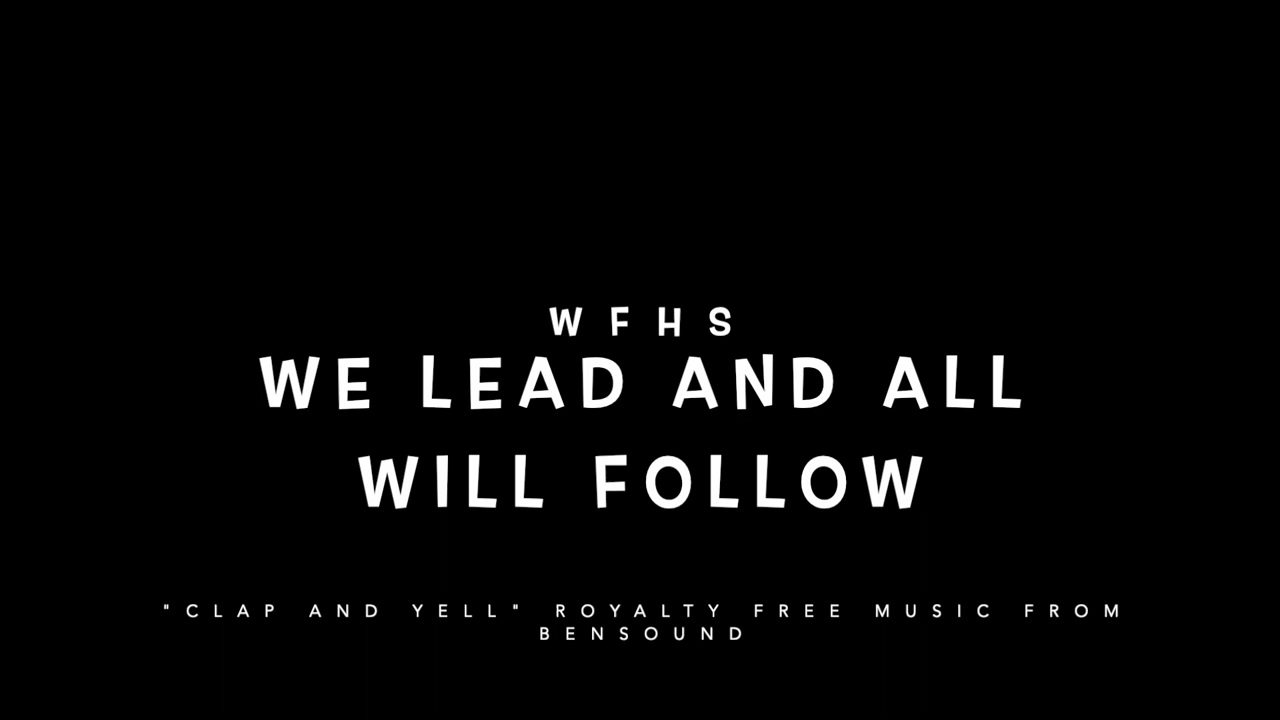 WFHS
WE LEAD AND ALL
WILL FOLLOW
"CLAP AND YELL" ROYALTY FREE MUSIC FROM
BENSOUND